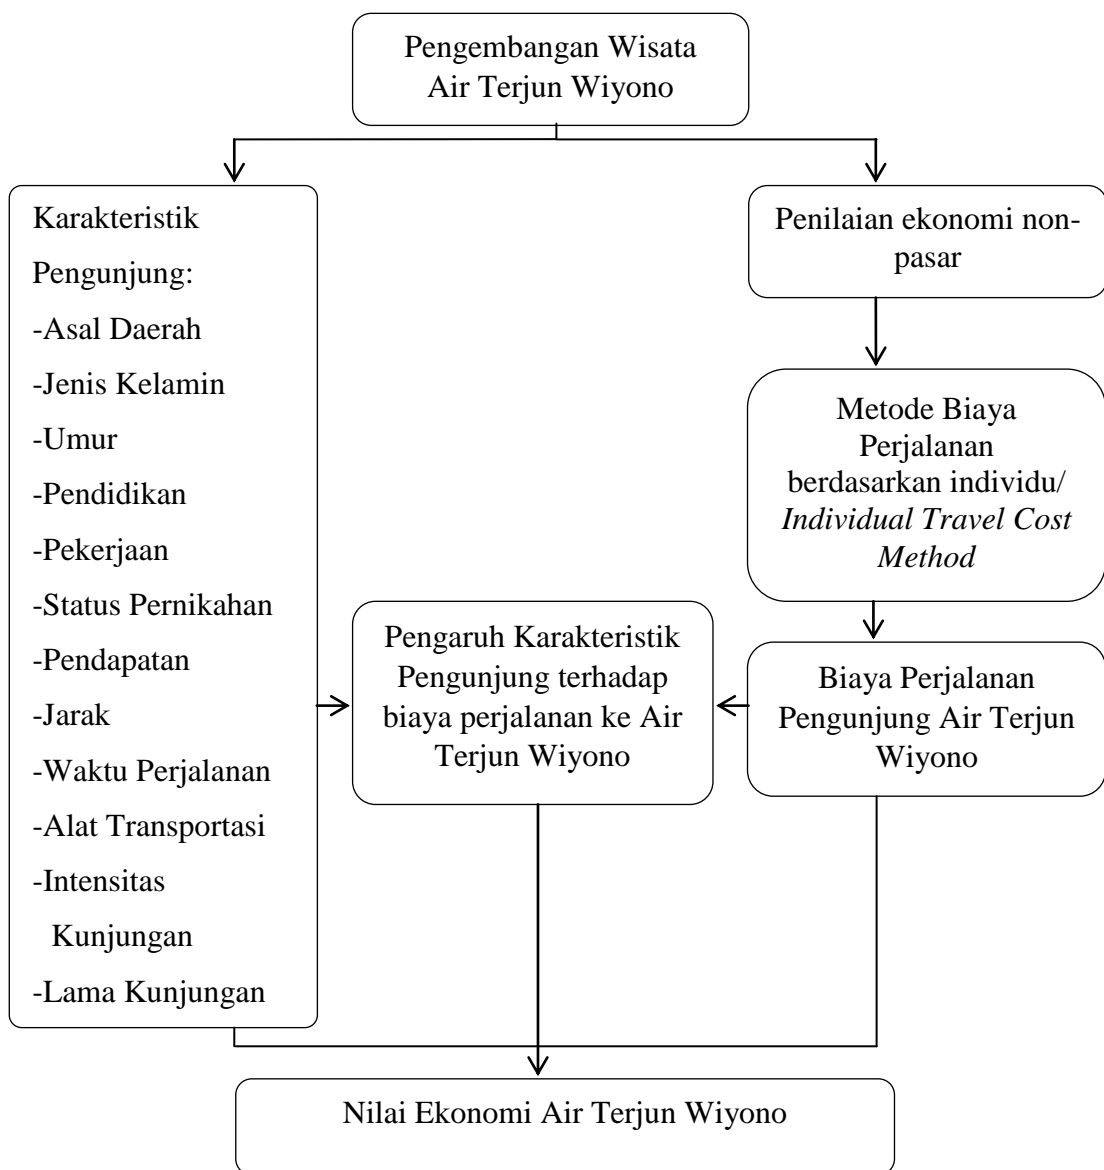 Pengembangan Wisata
Air Terjun Wiyono
Karakteristik
Pengunjung:
-Asal Daerah
-Jenis Kelamin
-Umur
-Pendidikan
-Pekerjaan
-Status Pernikahan
-Pendapatan
-Jarak
-Waktu Perjalanan
-Alat Transportasi
-Intensitas
Kunjungan
-Lama Kunjungan
Penilaian ekonomi non-
pasar
Metode Biaya
Perjalanan
berdasarkan individu/
Individual Travel Cost
Method
Pengaruh Karakteristik
Pengunjung terhadap
biaya perjalanan ke Air
Terjun Wiyono
Biaya Perjalanan
Pengunjung Air Terjun
Wiyono
Nilai Ekonomi Air Terjun Wiyono